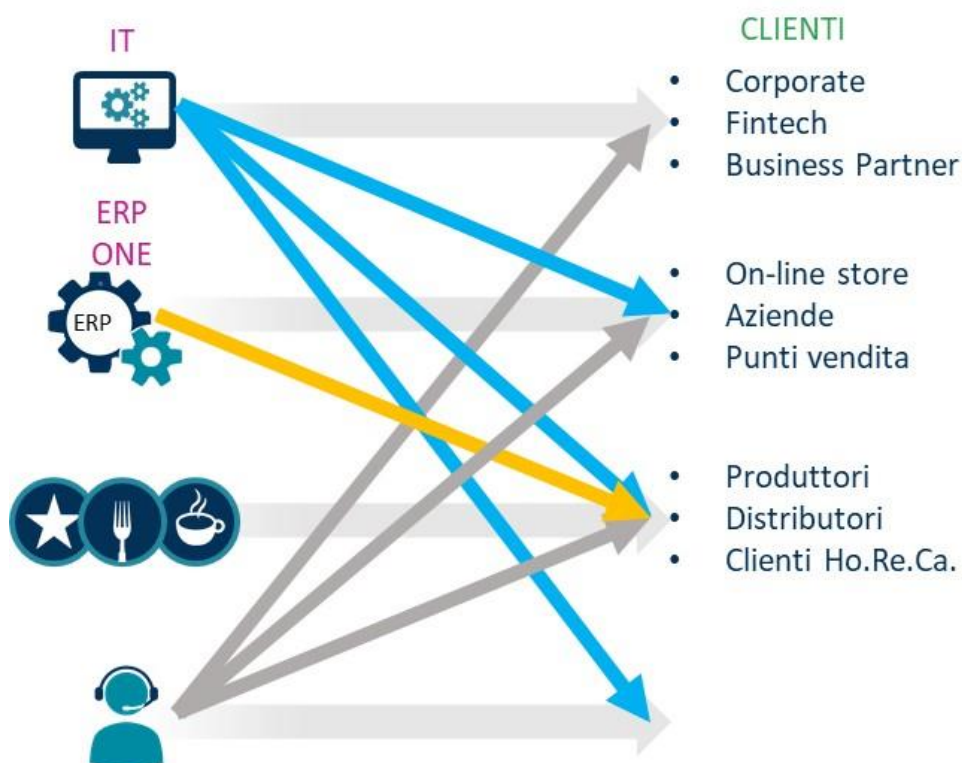 IT
ERP
ONE
ERP
CLIENTI
• Corporate
• Fintech
• Business Partner
• On-line store
• Aziende
• Punti vendita
• Produttori
• Distributori
• Clienti Ho.Re.Ca.